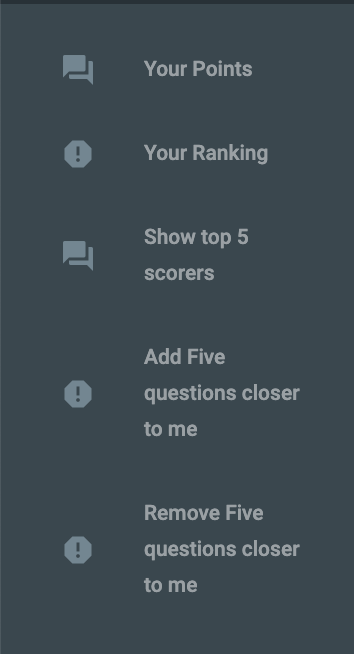 Your Points
Your Ranking
Show top 5
scorers
Add Five
questions closer
to me
Remove Five
questions closer
to me